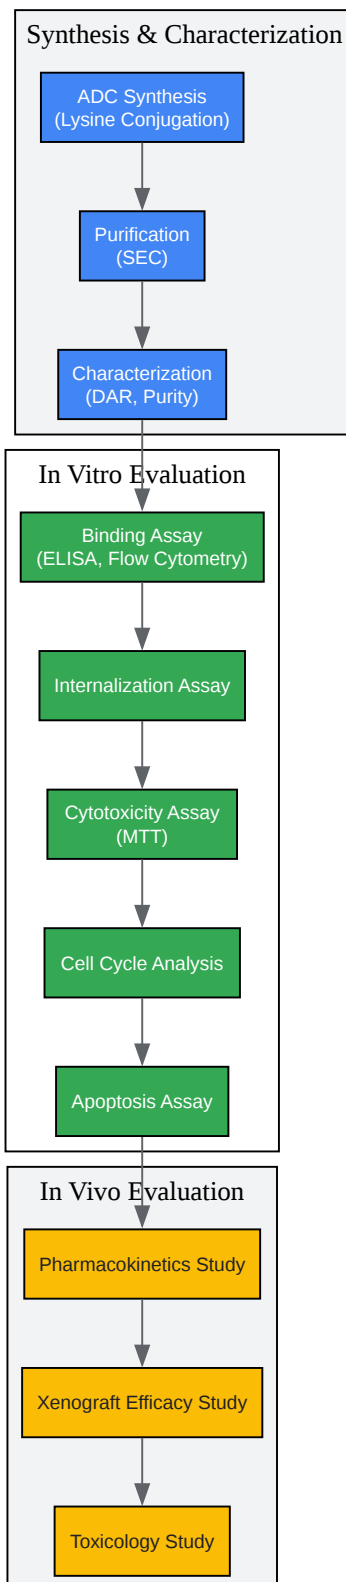 Synthesis & Characterization
ADC Synthesis
(Lysine Conjugation)
Purification
(SEC)
Characterization
(DAR, Purity)
In Vitro Evaluation
Binding Assay
(ELISA, Flow Cytometry)
Internalization Assay
Cytotoxicity Assay
(MTT)
Cell Cycle Analysis
Apoptosis Assay
In Vivo Evaluation
Pharmacokinetics Study
Xenograft Efficacy Study
Toxicology Study